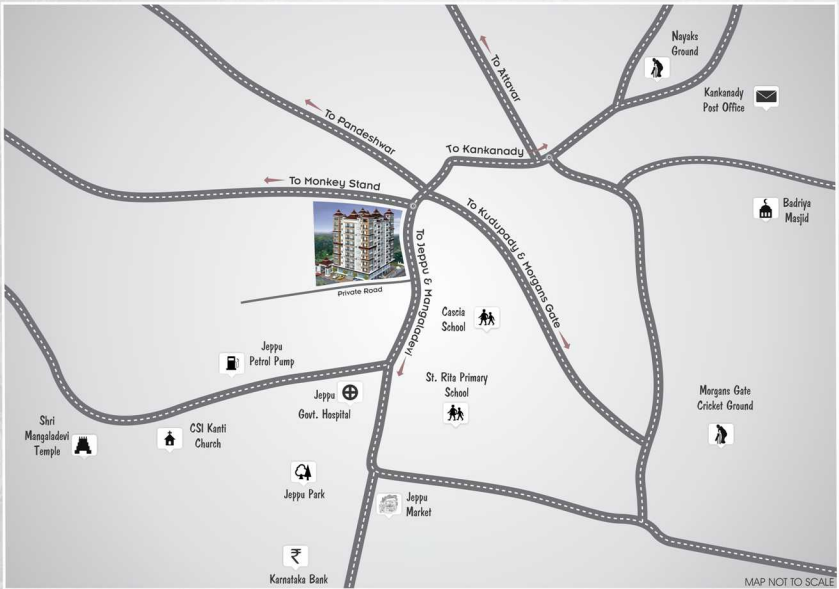 Nayaks
Ground
To Attavar
Kankanady
Post Office
To Pandeshwar
To Kankanady
To Monkey Stand
Badriya
Masjid
To Kudupady & Morgans Gate
To Jeppu & Mangaladevi
Private Road
Cascia
School
Jeppu
Petrol Pump
St. Rita Primary
School
Jeppu
Govt. Hospital
Morgans Gate
Cricket Ground
Shri
Mangaladevi
Temple
CSI Kanti
Church
Jeppu Park
Jeppu
Market
₹
Karnataka Bank
MAP NOT TO SCALE